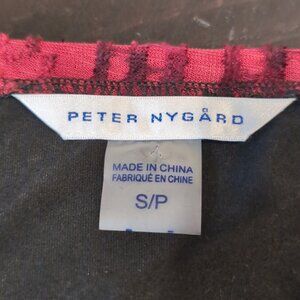 PETER NYGÅRD
MADE IN CHINA
FABRIQUÉ EN CHINE
S/P